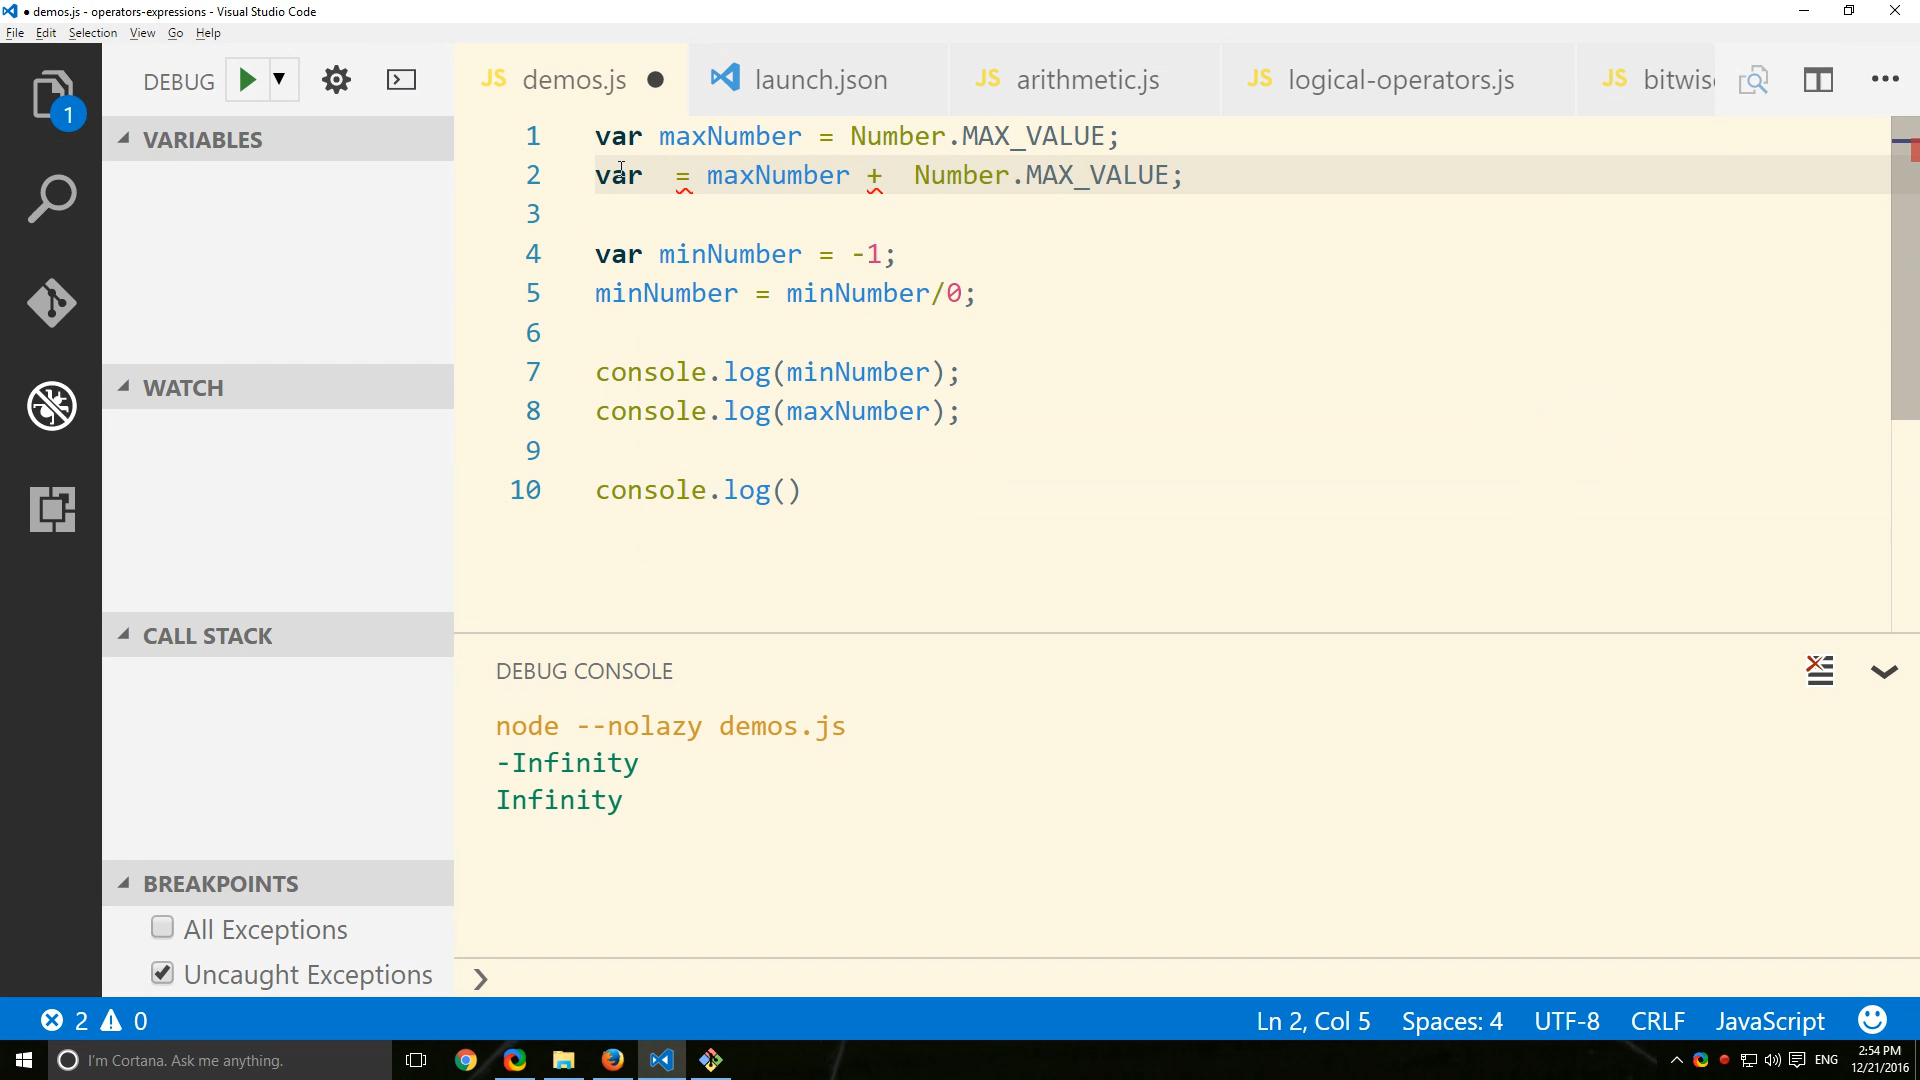 ● demos.js - operators-expressions - Visual Studio Code
File Edit Selection View Go Help
1
DEBUG
JS demos.js ●
launch.json
JS arithmetic.js
JS logical-operators.js
JS bitwis
VARIABLES
WATCH
CALL STACK
BREAKPOINTS
All Exceptions
Uncaught Exceptions
1 var maxNumber = Number.MAX_VALUE;
2 var  = maxNumber +  Number.MAX_VALUE;
3
4 var minNumber = -1;
5 minNumber = minNumber/0;
6
7 console.log(minNumber);
8 console.log(maxNumber);
9
10 console.log()
DEBUG CONSOLE
node --nolazy demos.js
-Infinity
Infinity
2 0
Ln 2, Col 5 Spaces: 4 UTF-8 CRLF JavaScript
I'm Cortana. Ask me anything.
ENG
2:54 PM
12/21/2016